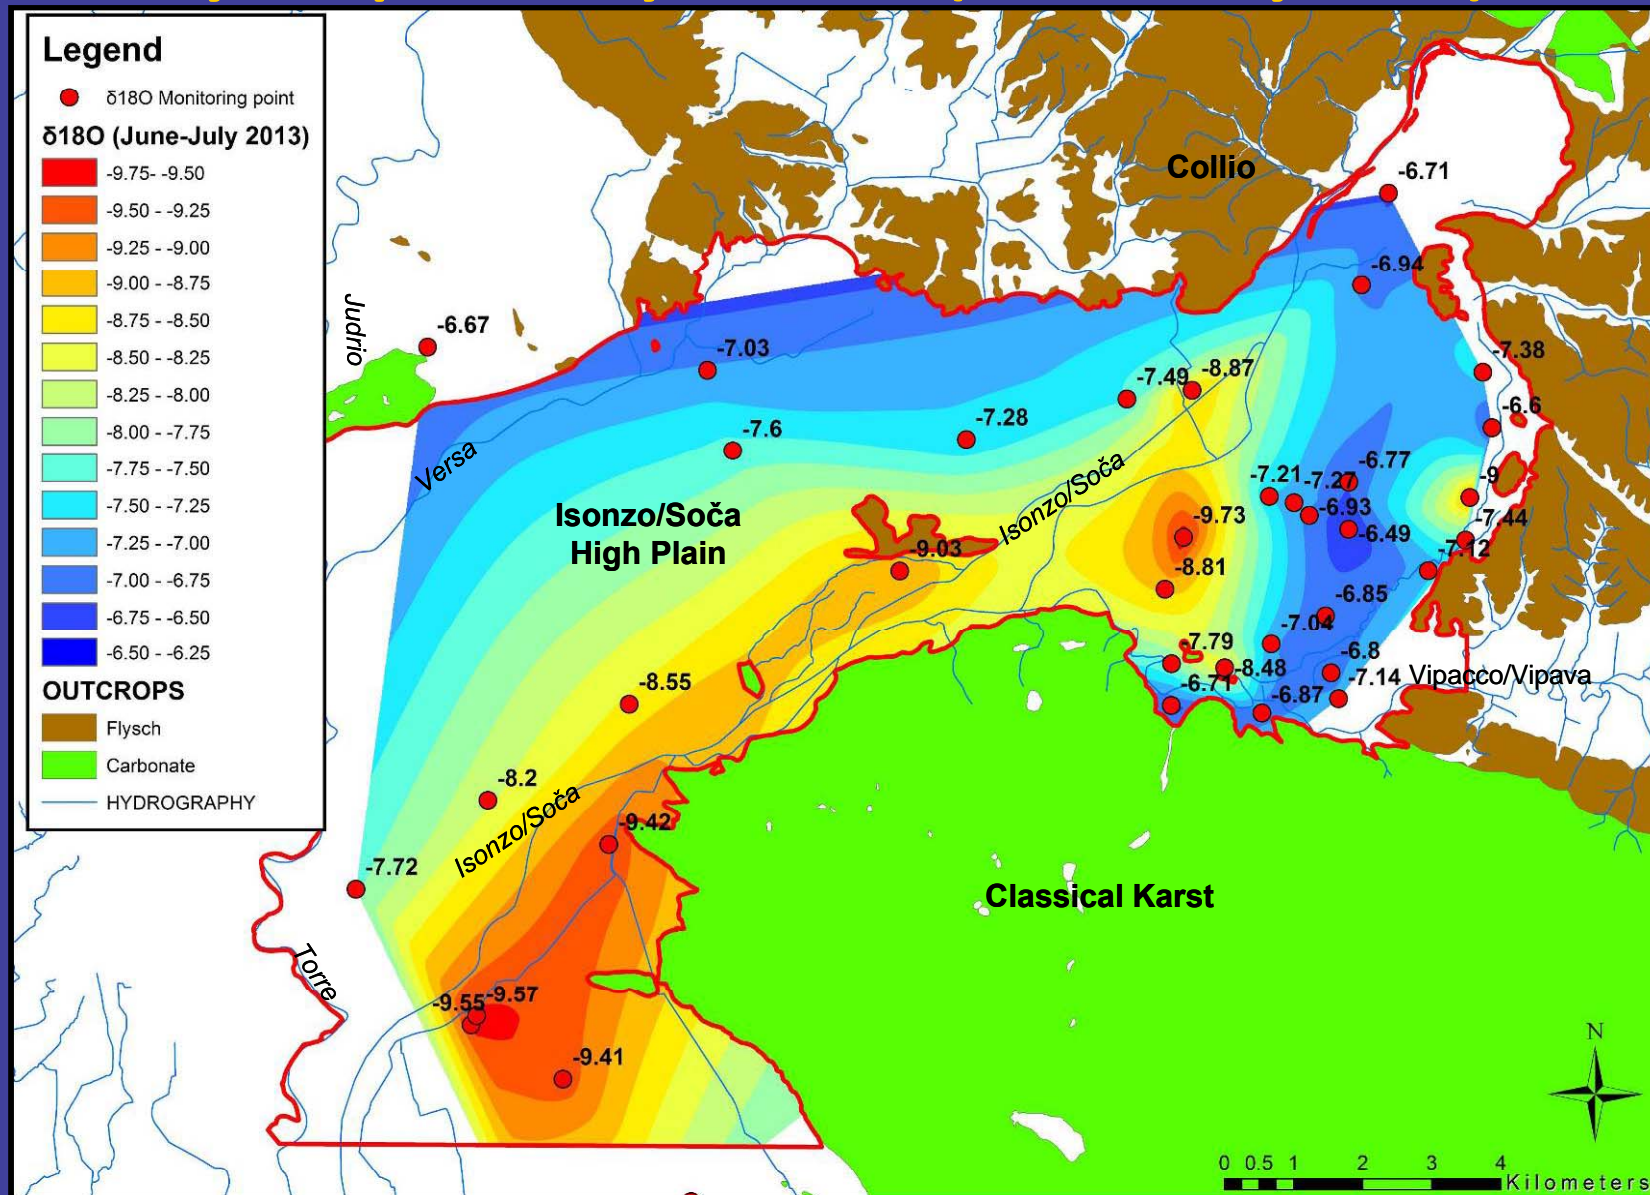 Legend
δ18O Monitoring point
δ18O (June-July 2013)
-9.75- -9.50
-9.50 - -9.25
-9.25 - -9.00
-9.00 - -8.75
-8.75 - -8.50
-8.50 - -8.25
-8.25 - -8.00
-8.00 - -7.75
-7.75 - -7.50
-7.50 - -7.25
-7.25 - -7.00
-7.00 - -6.75
-6.75 - -6.50
-6.50 - -6.25
OUTCROPS
Flysch
Carbonate
HYDROGRAPHY
Collio
-6.71
-6.94
Judrio
-6.67
-7.03
-7.38
-7.49
-8.87
-6.6
-7.6
-7.28
Versa
-6.77
-7.21
-7.27
-9
Isonzo/Soča
Isonzo/Soča
High Plain
-9.73
-6.93
-7.44
-6.49
-9.03
-7.12
-8.81
-6.85
-7.04
-7.79
-6.8
-8.48
-7.14
Vipacco/Vipava
-8.55
-6.71
-6.87
-8.2
Isonzo/Soča
-9.42
-7.72
Classical Karst
Torre
-9.55
-9.57
-9.41
N
0 0.5 1 2 3 4
Kilometers